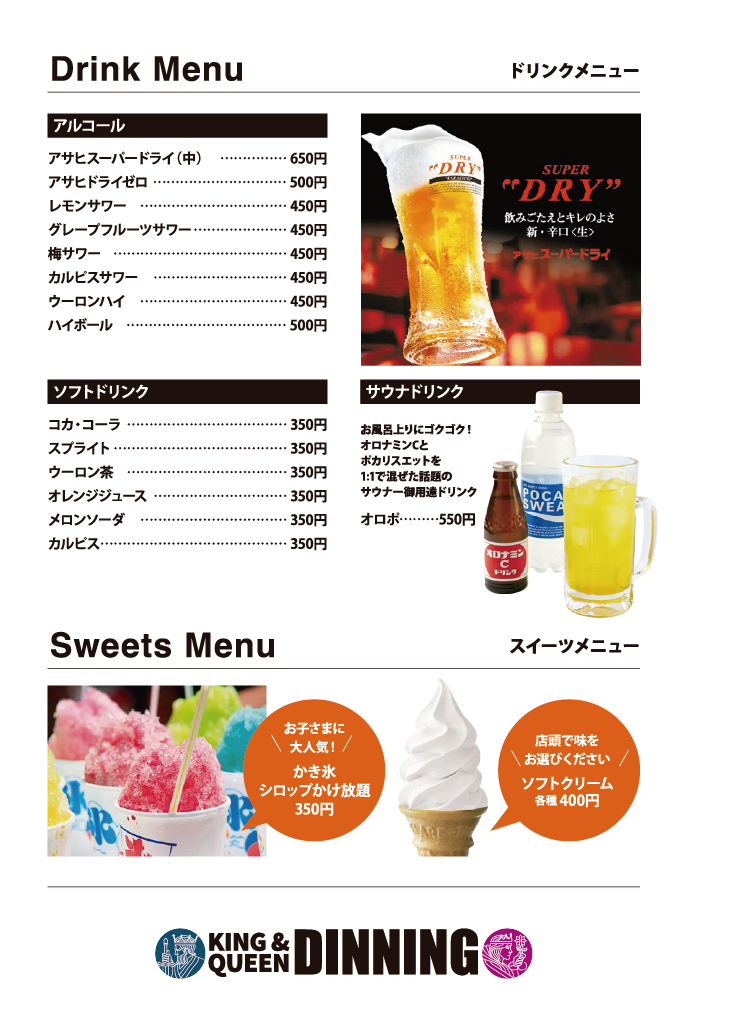 Drink Menu
ドリンクメニュー
アルコール
アサヒスーパードライ（中） …………… 650円
アサヒドライゼロ ………………………… 500円
レモンサワー …………………………… 450円
グレープフルーツサワー ………………… 450円
梅サワー ………………………………… 450円
カルピスサワー ………………………… 450円
ウーロンハイ …………………………… 450円
ハイボール ……………………………… 500円
SUPER
“DRY”
SUPER
“DRY”
飲みごたえとキレのよさ
新・辛口〈生〉
アサヒスーパードライ
ソフトドリンク
コカ・コーラ ……………………………… 350円
スプライト ………………………………… 350円
ウーロン茶 ……………………………… 350円
オレンジジュース ………………………… 350円
メロンソーダ …………………………… 350円
カルピス…………………………………… 350円
サウナドリンク
お風呂上りにゴクゴク！
オロナミンCと
ポカリスエットを
1:1で混ぜた話題の
サウナー御用達ドリンク
オロポ………550円
オロナミン
C
ドリンク
POCA
SWEA
Sweets Menu
スイーツメニュー
お子さまに
大人気！
かき氷
シロップかけ放題
350円
店頭で味を
お選びください
ソフトクリーム
各種 400円
KING &
QUEEN
DINNING